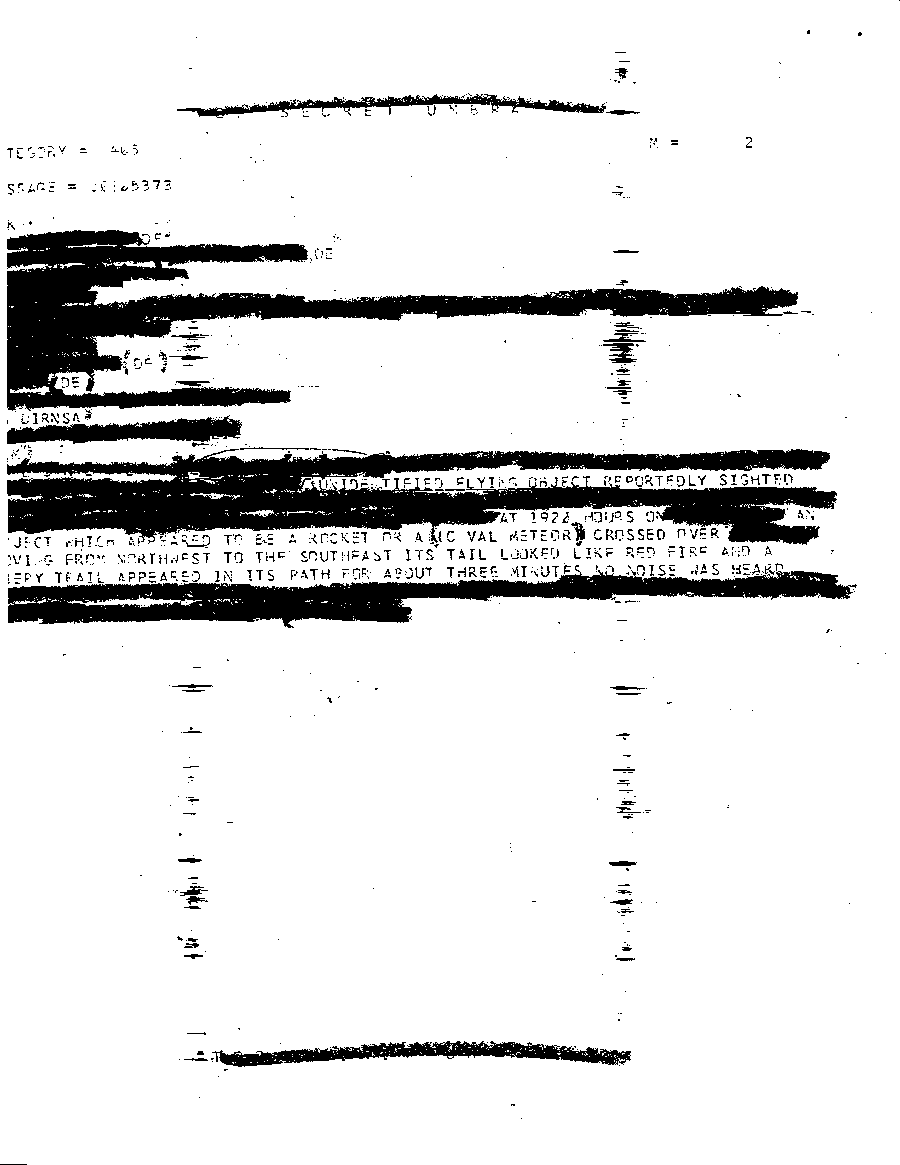 SECRET UMBRA
TEGORY = 465
M = 2
SSAGE =
(DE)
DE
(DE)
(DE)
DIRNSA
UNIDENTIFIED FLYING OBJECT REPORTEDLY SIGHTED
AT 1922 HOURS ON AN
JECT WHICH APPEARED TO BE A ROCKET OR A (IC VAL METEOR) CROSSED OVER
OVING FROM NORTHWEST TO THE SOUTHEAST ITS TAIL LOOKED LIKE RED FIRE AND A
IERY TRAIL APPEARED IN ITS PATH FOR ABOUT THREE MINUTES NO NOISE WAS HEARD